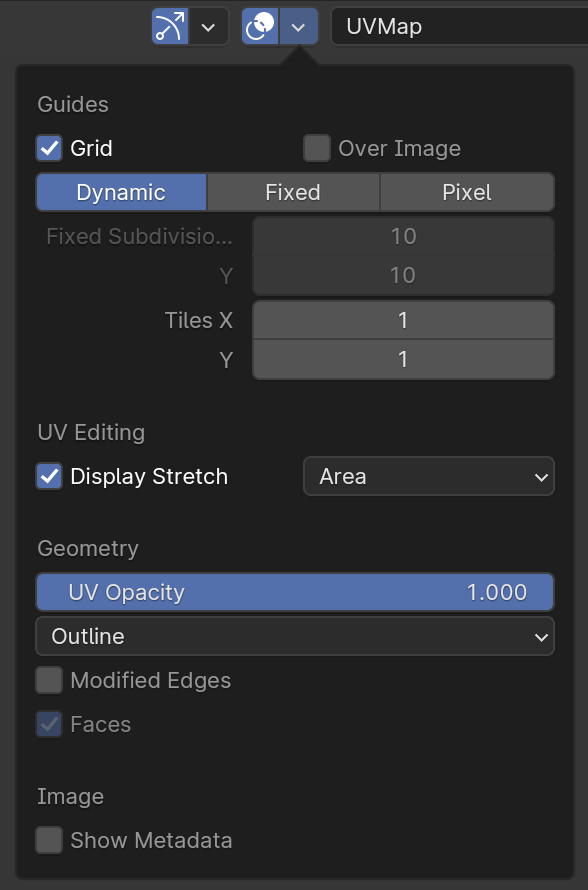 UVMap
Guides
Grid Over Image
Dynamic Fixed Pixel
Fixed Subdivisio... 10
Y 10
Tiles X 1
Y 1
UV Editing
Display Stretch Area
Geometry
UV Opacity 1.000
Outline
Modified Edges
Faces
Image
Show Metadata